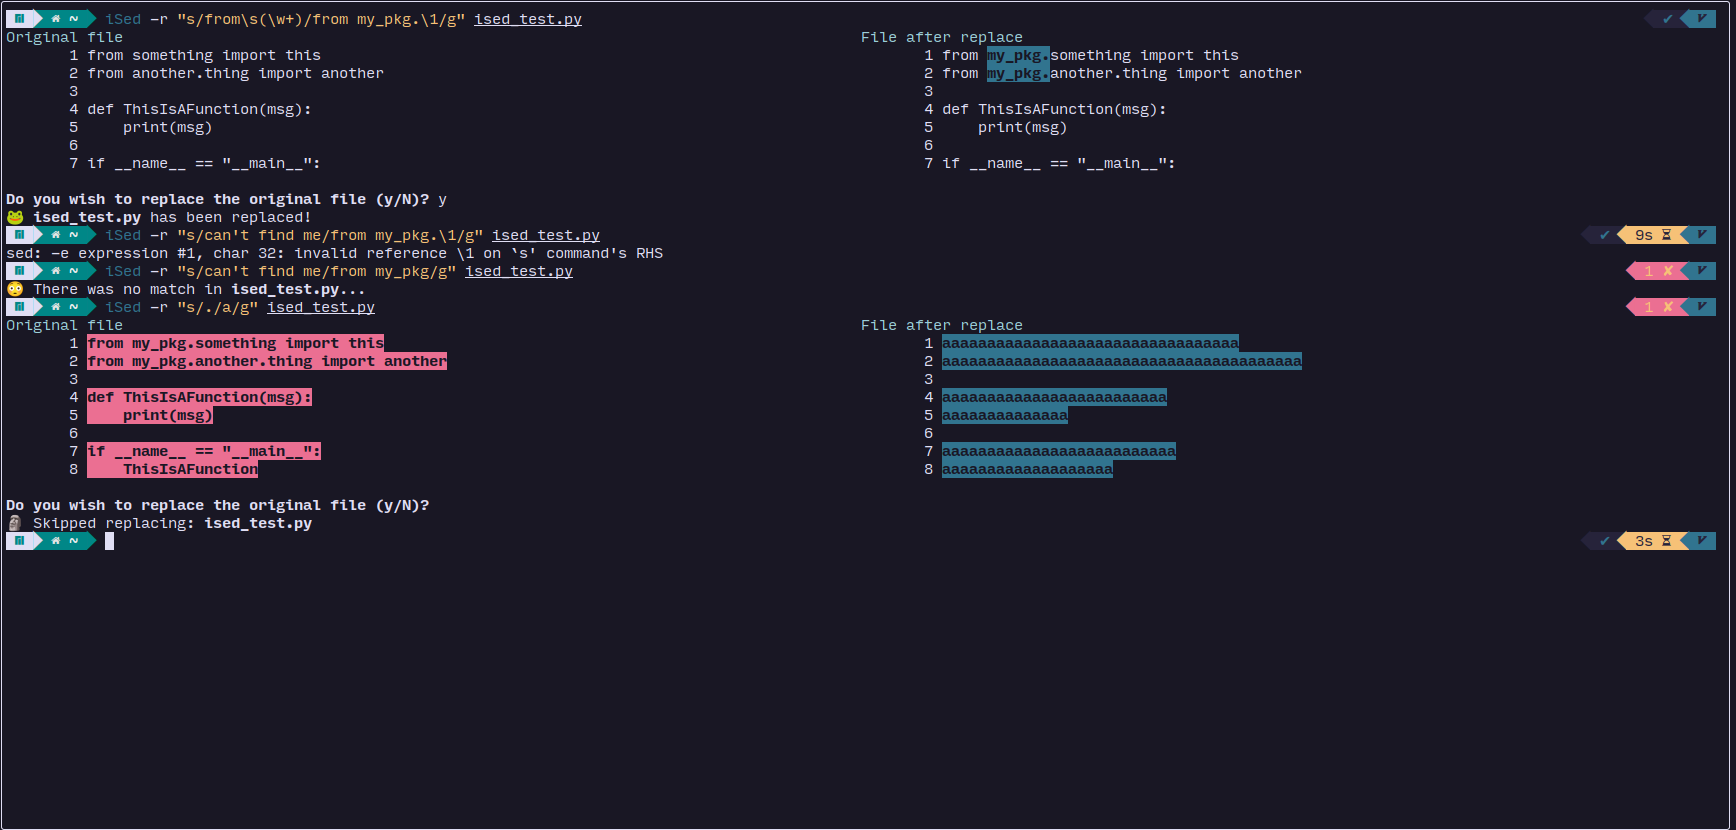 ~ iSed -r "s/from\s(\w+)/from my_pkg.\1/g" ised_test.py ✔
Original file File after replace
1 from something import this 1 from my_pkg.something import this
2 from another.thing import another 2 from my_pkg.another.thing import another
3 3
4 def ThisIsAFunction(msg): 4 def ThisIsAFunction(msg):
5     print(msg) 5     print(msg)
6 6
7 if __name__ == "__main__": 7 if __name__ == "__main__":
Do you wish to replace the original file (y/N)? y
🐸 ised_test.py has been replaced!
~ iSed -r "s/can't find me/from my_pkg.\1/g" ised_test.py ✔ 9s
sed: -e expression #1, char 32: invalid reference \1 on `s' command's RHS
~ iSed -r "s/can't find me/from my_pkg/g" ised_test.py 1 ✘
😳 There was no match in ised_test.py...
~ iSed -r "s/./a/g" ised_test.py 1 ✘
Original file File after replace
1 from my_pkg.something import this 1 aaaaaaaaaaaaaaaaaaaaaaaaaaaaaaaaa
2 from my_pkg.another.thing import another 2 aaaaaaaaaaaaaaaaaaaaaaaaaaaaaaaaaaaaaaaa
3 3
4 def ThisIsAFunction(msg): 4 aaaaaaaaaaaaaaaaaaaaaaaaa
5     print(msg) 5 aaaaaaaaaaaaaa
6 6
7 if __name__ == "__main__": 7 aaaaaaaaaaaaaaaaaaaaaaaaaa
8     ThisIsAFunction 8 aaaaaaaaaaaaaaaaaaa
Do you wish to replace the original file (y/N)?
🗿 Skipped replacing: ised_test.py
~ ✔ 3s